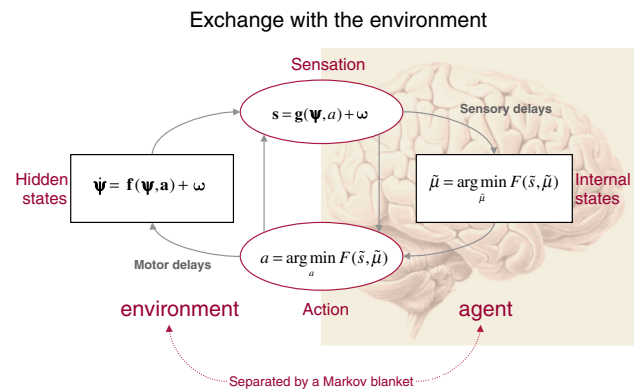 Exchange with the environment
Sensation
s = g(ψ, a) + ω
Sensory delays
Hidden
states
ψ̇ = f(ψ, a) + ω
μ̃ = arg min F(s̃, μ̃)
μ̃
Internal
states
Motor delays
a = arg min F(s̃, μ̃)
a
environment
Action
agent
Separated by a Markov blanket